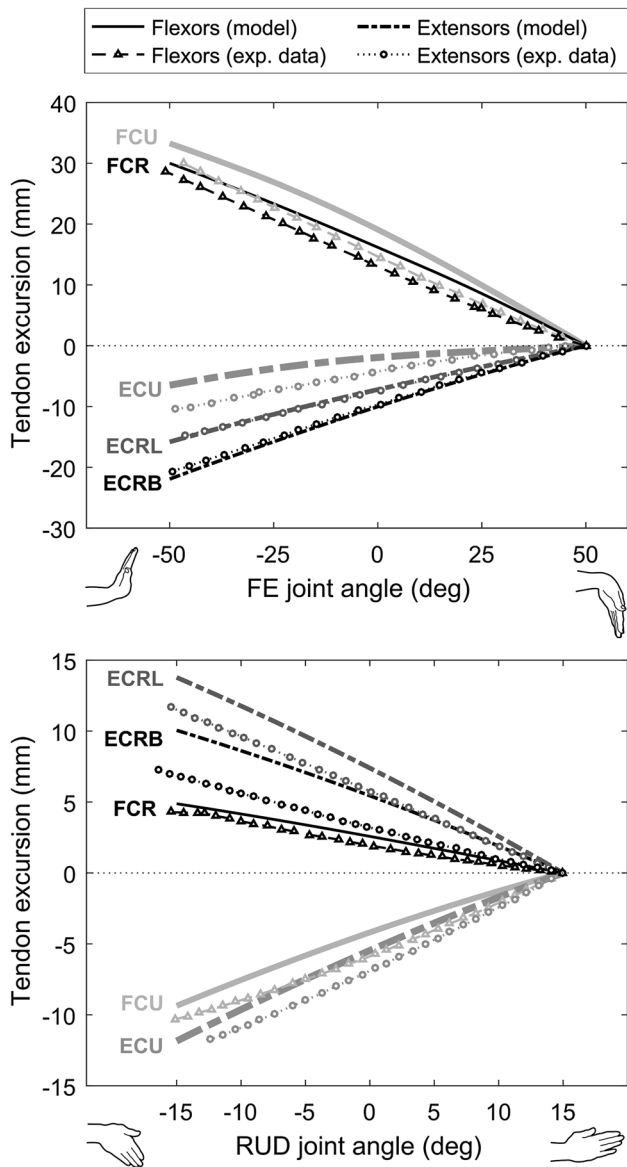 Flexors (model) Extensors (model)
Flexors (exp. data) Extensors (exp. data)
40
30
20
10
0
-10
-20
-30
Tendon excursion (mm)
FCU
FCR
ECU
ECRL
ECRB
-50 -25 0 25 50
FE joint angle (deg)
15
10
5
0
-5
-10
-15
Tendon excursion (mm)
ECRL
ECRB
FCR
FCU
ECU
-15 -10 -5 0 5 10 15
RUD joint angle (deg)